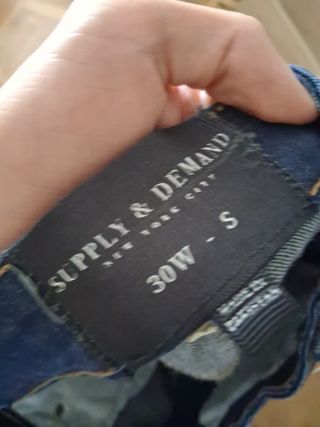 SUPPLY & DEMAND
NEW YORK CITY
30W - S